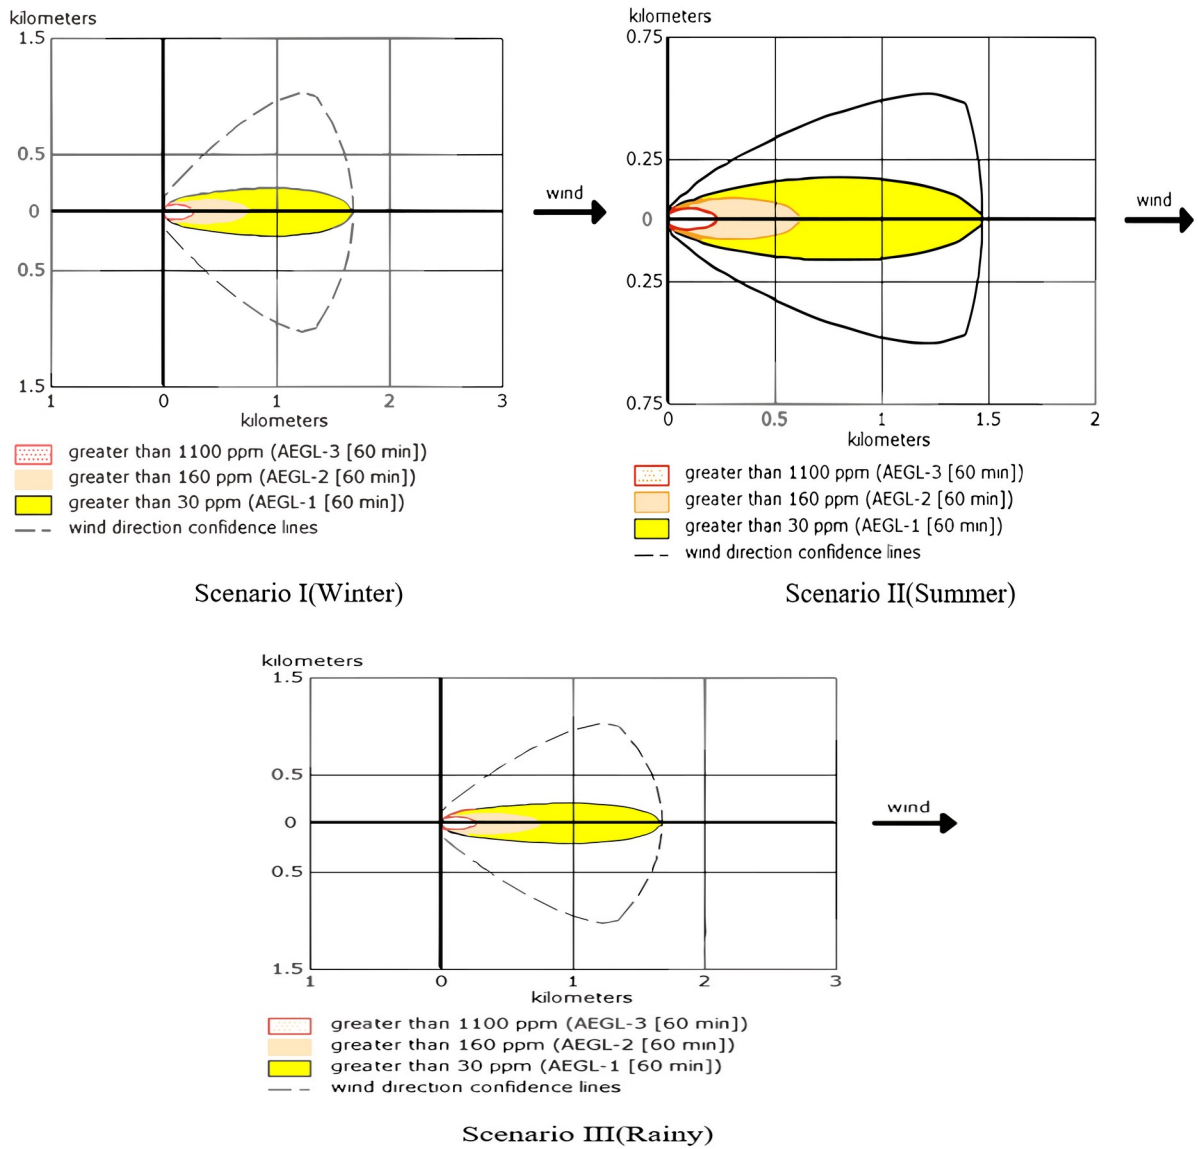 kilometers
1.5
0.5
0
0.5
1.5
1 0 1 2 3
kilometers
wind
greater than 1100 ppm (AEGL-3 [60 min])
greater than 160 ppm (AEGL-2 [60 min])
greater than 30 ppm (AEGL-1 [60 min])
wind direction confidence lines
Scenario I(Winter)
kilometers
0.75
0.25
0
0.25
0.75
0 0.5 1 1.5 2
kilometers
wind
greater than 1100 ppm (AEGL-3 [60 min])
greater than 160 ppm (AEGL-2 [60 min])
greater than 30 ppm (AEGL-1 [60 min])
wind direction confidence lines
Scenario II(Summer)
kilometers
1.5
0.5
0
0.5
1.5
1 0 1 2 3
kilometers
wind
greater than 1100 ppm (AEGL-3 [60 min])
greater than 160 ppm (AEGL-2 [60 min])
greater than 30 ppm (AEGL-1 [60 min])
wind direction confidence lines
Scenario III(Rainy)